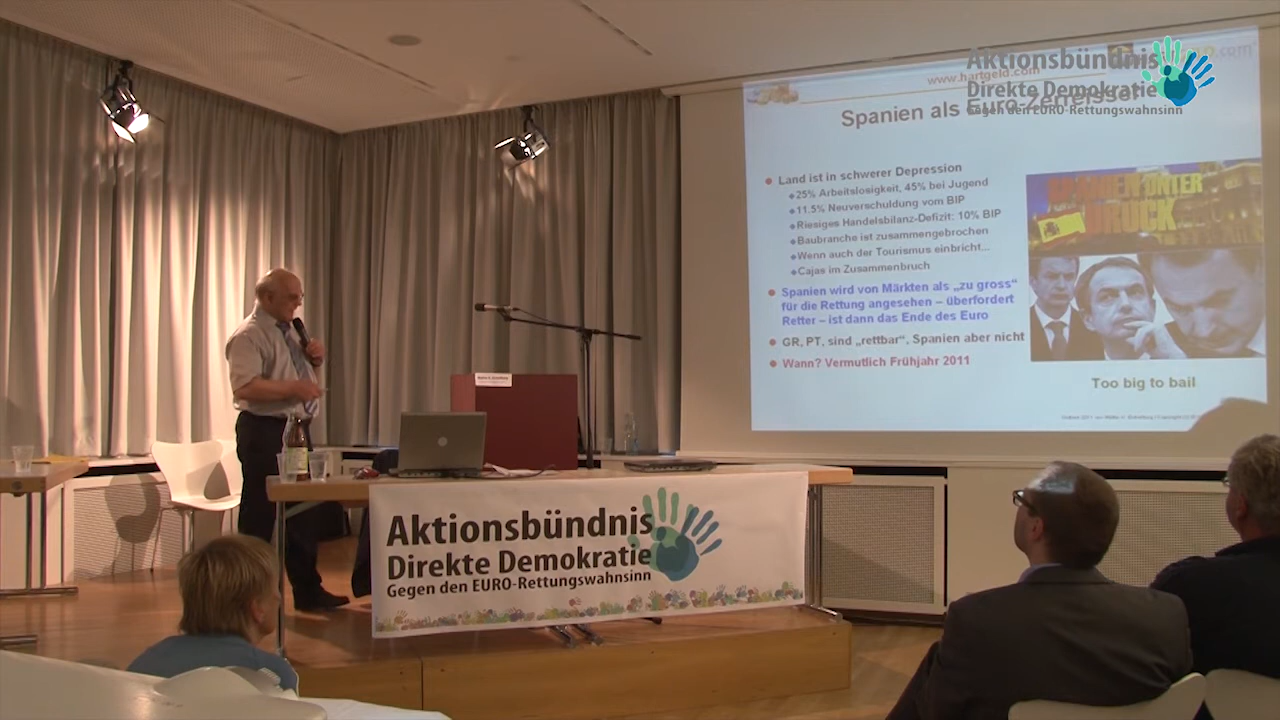 Aktionsbündnis
Direkte Demokratie
Gegen den EURO-Rettungswahnsinn
www.hartgeld.com
Spanien als Euro-Zerreisser
Land ist in schwerer Depression
25% Arbeitslosigkeit, 45% bei Jugend
11.5% Neuverschuldung vom BIP
Riesiges Handelsbilanz-Defizit: 10% BIP
Baubranche ist zusammengebrochen
Wenn auch der Tourismus einbricht...
Cajas im Zusammenbruch
Spanien wird von Märkten als „zu gross“
für die Rettung angesehen – überfordert
Retter – ist dann das Ende des Euro
GR, PT, sind „rettbar“, Spanien aber nicht
Wann? Vermutlich Frühjahr 2011
SPANIEN UNTER
DRUCK
Too big to bail
Aktionsbündnis
Direkte Demokratie
Gegen den EURO-Rettungswahnsinn